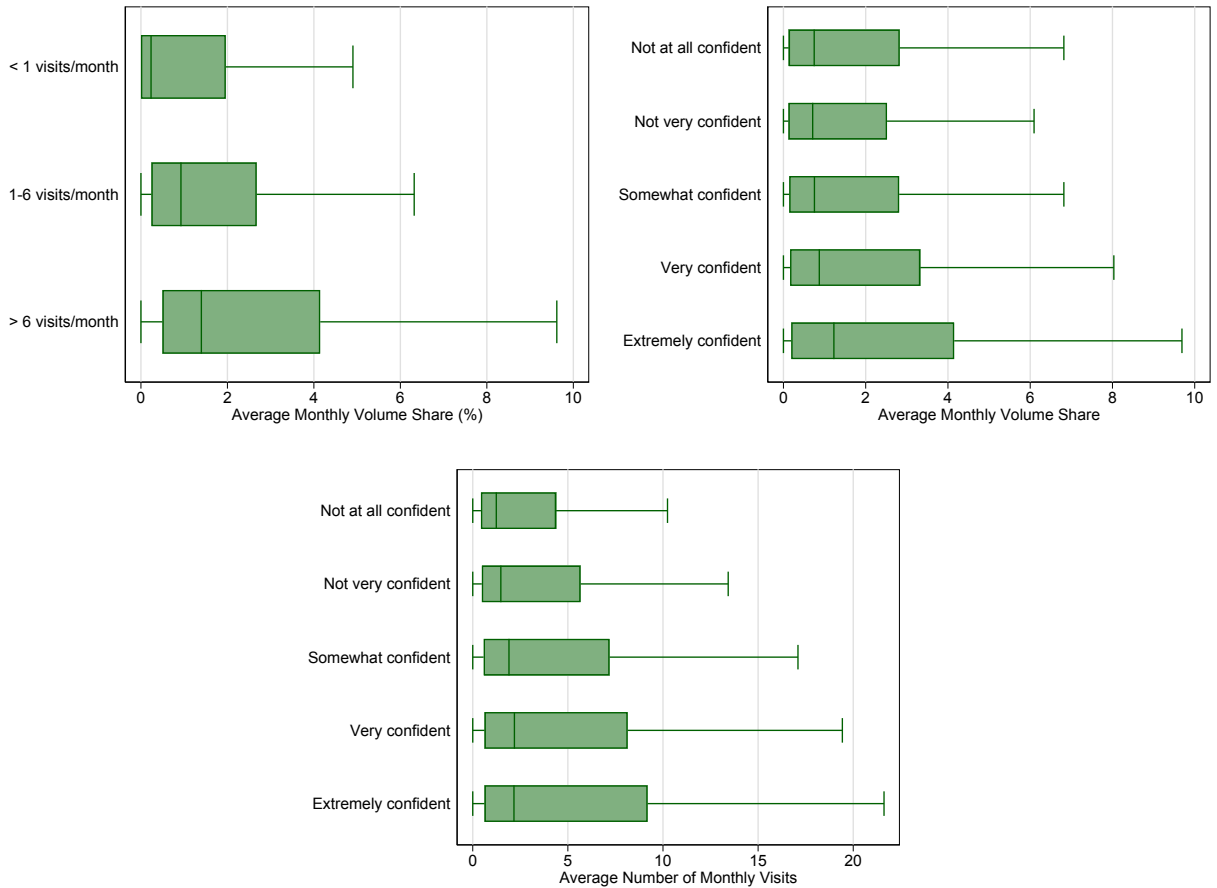 < 1 visits/month
1-6 visits/month
> 6 visits/month
0 2 4 6 8 10
Average Monthly Volume Share (%)
Not at all confident
Not very confident
Somewhat confident
Very confident
Extremely confident
0 2 4 6 8 10
Average Monthly Volume Share
Not at all confident
Not very confident
Somewhat confident
Very confident
Extremely confident
0 5 10 15 20
Average Number of Monthly Visits